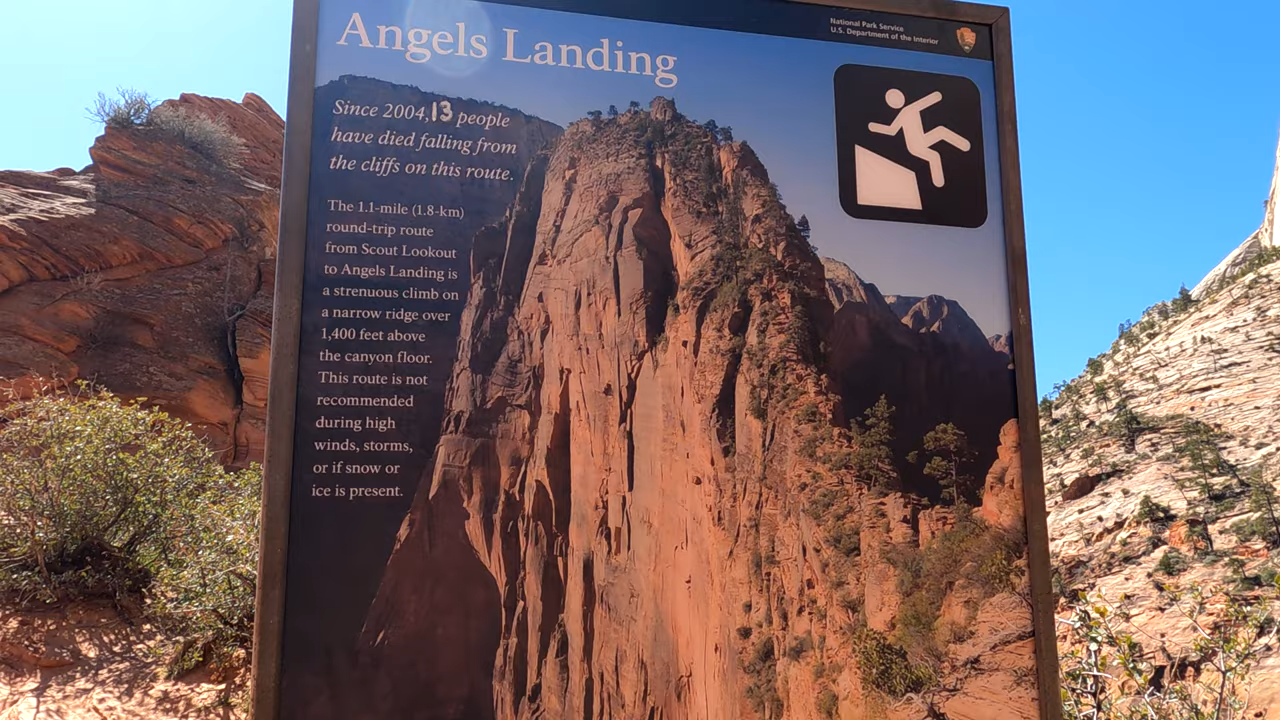 National Park Service
U.S. Department of the Interior
Angels Landing
Since 2004, 13 people
have died falling from
the cliffs on this route.
The 1.1-mile (1.8-km)
round-trip route
from Scout Lookout
to Angels Landing is
a strenuous climb on
a narrow ridge over
1,400 feet above
the canyon floor.
This route is not
recommended
during high
winds, storms,
or if snow or
ice is present.